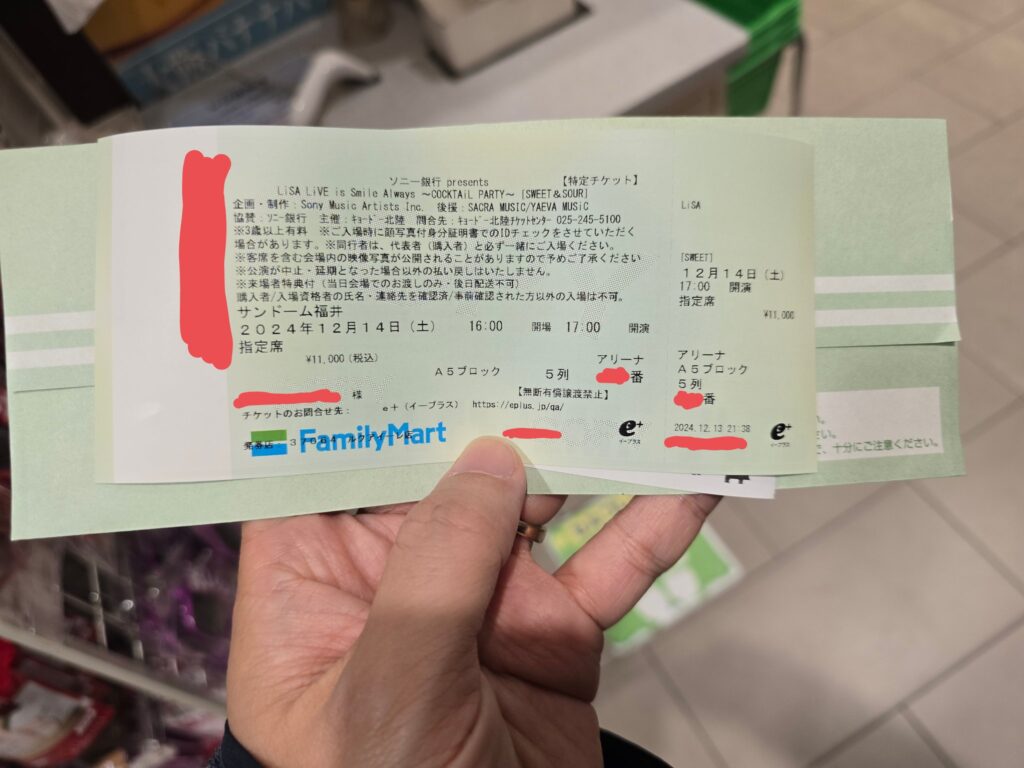 ソニー銀行 presents 【特定チケット】
LiSA LiVE is Smile Always ～COCKTAiL PARTY～ [SWEET＆SOUR]
企画・制作：Sony Music Artists Inc. 後援：SACRA MUSIC/YAEVA MUSiC
協賛：ソニー銀行 主催：キョードー北陸 問合先：キョードー北陸チケットセンター 025-245-5100
※3歳以上有料 ※ご入場時に顔写真付身分証明書でのIDチェックをさせていただく
場合があります。※同行者は、代表者（購入者）と必ず一緒にご入場ください。
※客席を含む会場内の映像写真が公開されることがありますので予めご了承ください
※公演が中止・延期となった場合以外の払い戻しはいたしません。
※来場者特典付（当日会場でのお渡しのみ・後日配送不可）
購入者/入場資格者の氏名・連絡先を確認済/事前確認された方以外の入場は不可。
サンドーム福井
２０２４年１２月１４日（土） 16:00 開場 17:00 開演
指定席
¥11,000（税込）
アリーナ
Ａ５ブロック ５列 番
様 【無断有償譲渡禁止】
チケットのお問合せ先： e+（イープラス） https://eplus.jp/qa/
発券店
FamilyMart
e+
イープラス
LiSA
[SWEET]
１２月１４日（土）
17:00 開演
指定席
¥11,000
アリーナ
Ａ５ブロック
５列
番
2024.12.13 21:38
e+
イープラス
い。
で、十分にご注意ください。
バナナ